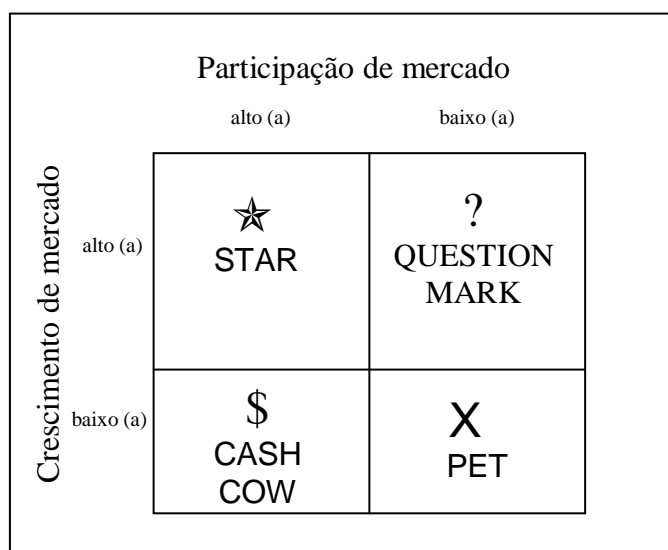 Participação de mercado
alto (a)
baixo (a)
Crescimento de mercado
alto (a)
STAR
?
QUESTION
MARK
baixo (a)
$
CASH
COW
X
PET